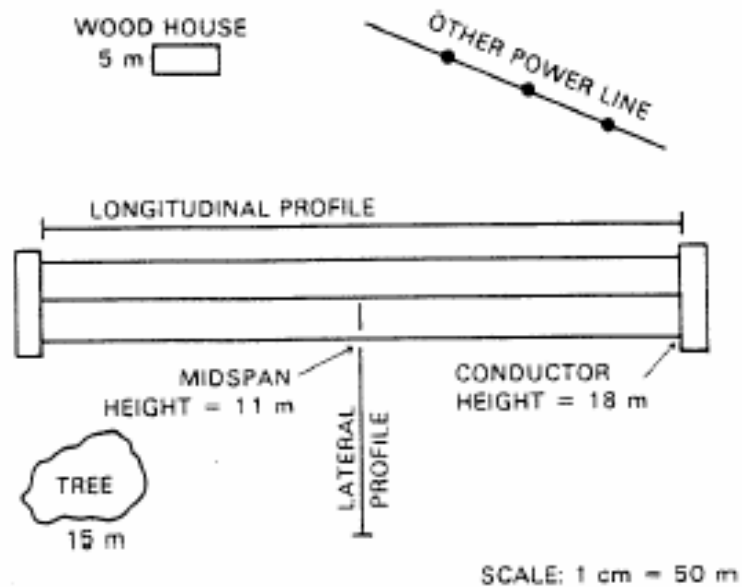 WOOD HOUSE
5 m
OTHER POWER LINE
LONGITUDINAL PROFILE
MIDSPAN
HEIGHT = 11 m
CONDUCTOR
HEIGHT = 18 m
LATERAL
PROFILE
TREE
15 m
SCALE: 1 cm = 50 m